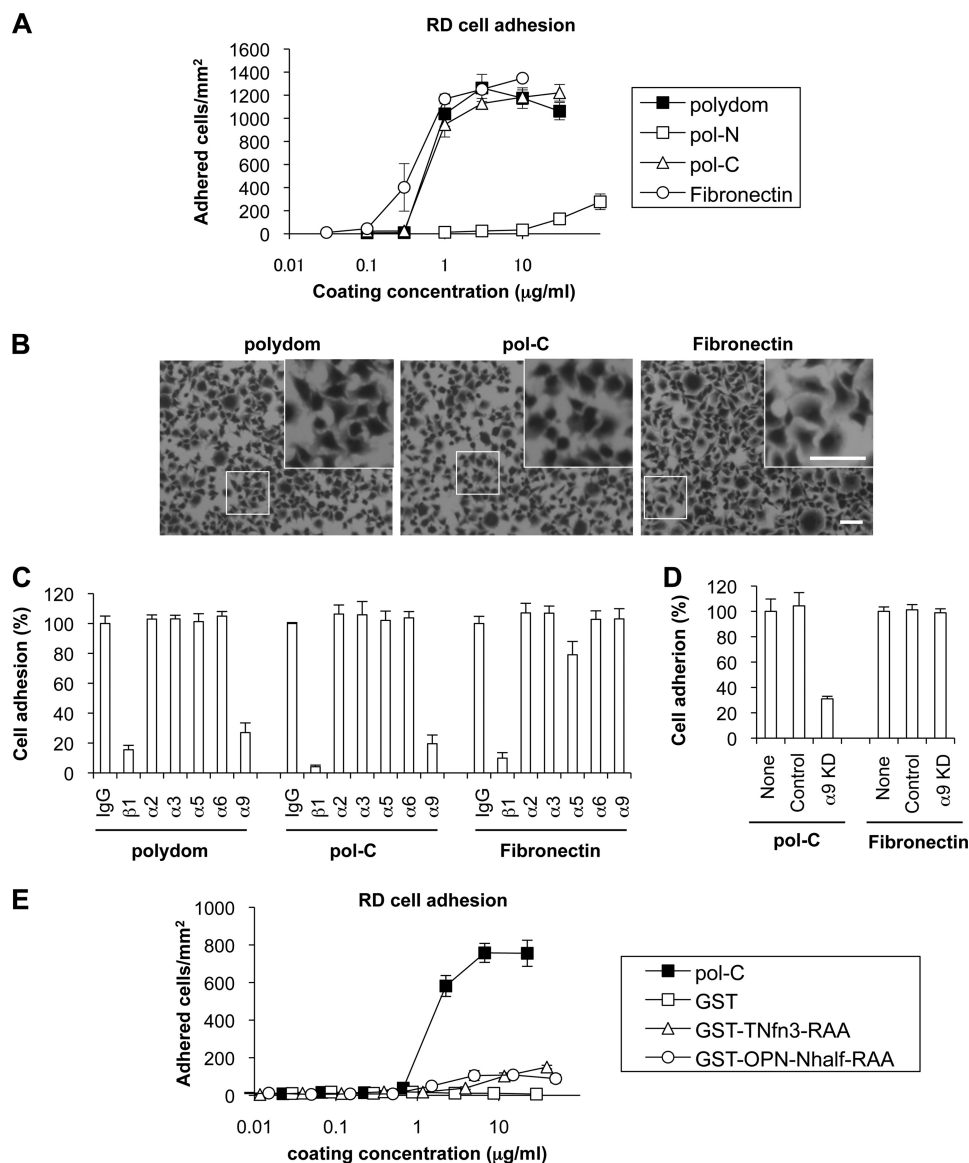 A
RD cell adhesion
1600
1400
1200
1000
800
600
400
200
0
Adhered cells/mm²
0.01 0.1 1 10
Coating concentration (μg/ml)
polydom
pol-N
pol-C
Fibronectin
B
polydom pol-C Fibronectin
C
120
100
80
60
40
20
0
Cell adhesion (%)
IgG β1 α2 α3 α5 α6 α9 IgG β1 α2 α3 α5 α6 α9 IgG β1 α2 α3 α5 α6 α9
polydom pol-C Fibronectin
D
120
100
80
60
40
20
0
Cell adherion (%)
None Control α9 KD None Control α9 KD
pol-C Fibronectin
E
RD cell adhesion
1000
800
600
400
200
0
Adhered cells/mm²
0.01 0.1 1 10
coating concentration (μg/ml)
pol-C
GST
GST-TNfn3-RAA
GST-OPN-Nhalf-RAA